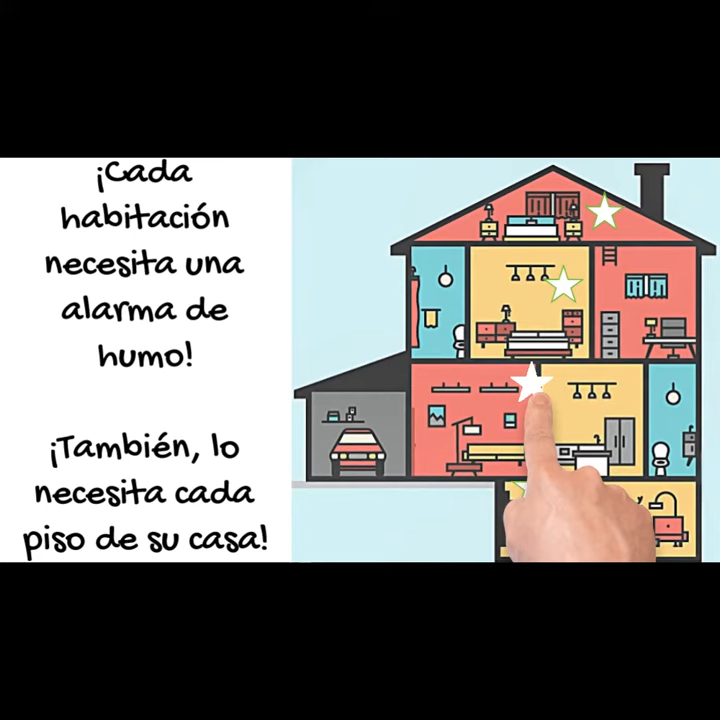 ¡Cada
habitación
necesita una
alarma de
humo!
¡También, lo
necesita cada
piso de su casa!